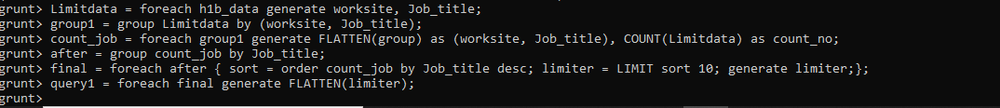 grunt> Limitdata = foreach h1b_data generate worksite, Job_title;
grunt> group1 = group Limitdata by (worksite, Job_title);
grunt> count_job = foreach group1 generate FLATTEN(group) as (worksite, Job_title), COUNT(Limitdata) as count_no;
grunt> after = group count_job by Job_title;
grunt> final = foreach after { sort = order count_job by Job_title desc; limiter = LIMIT sort 10; generate limiter;};
grunt> query1 = foreach final generate FLATTEN(limiter);
grunt>